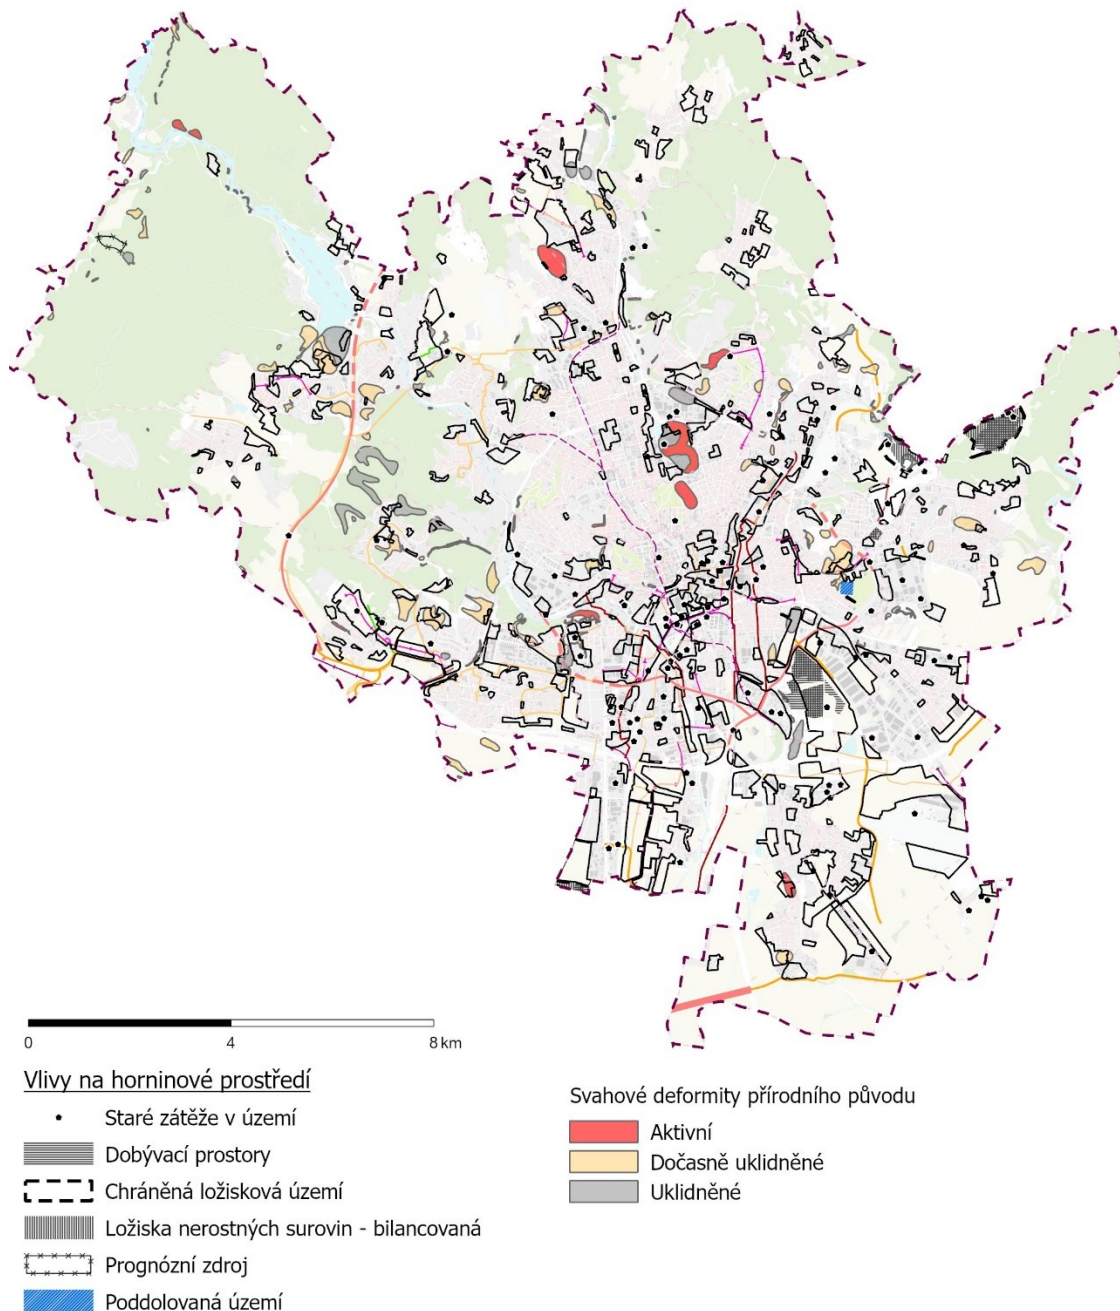 0 4 8 km
Vlivy na horninové prostředí
Staré zátěže v území
Dobývací prostory
Chráněná ložisková území
Ložiska nerostných surovin - bilancovaná
Prognózní zdroj
Poddolovaná území
Svahové deformity přírodního původu
Aktivní
Dočasně uklidněné
Uklidněné